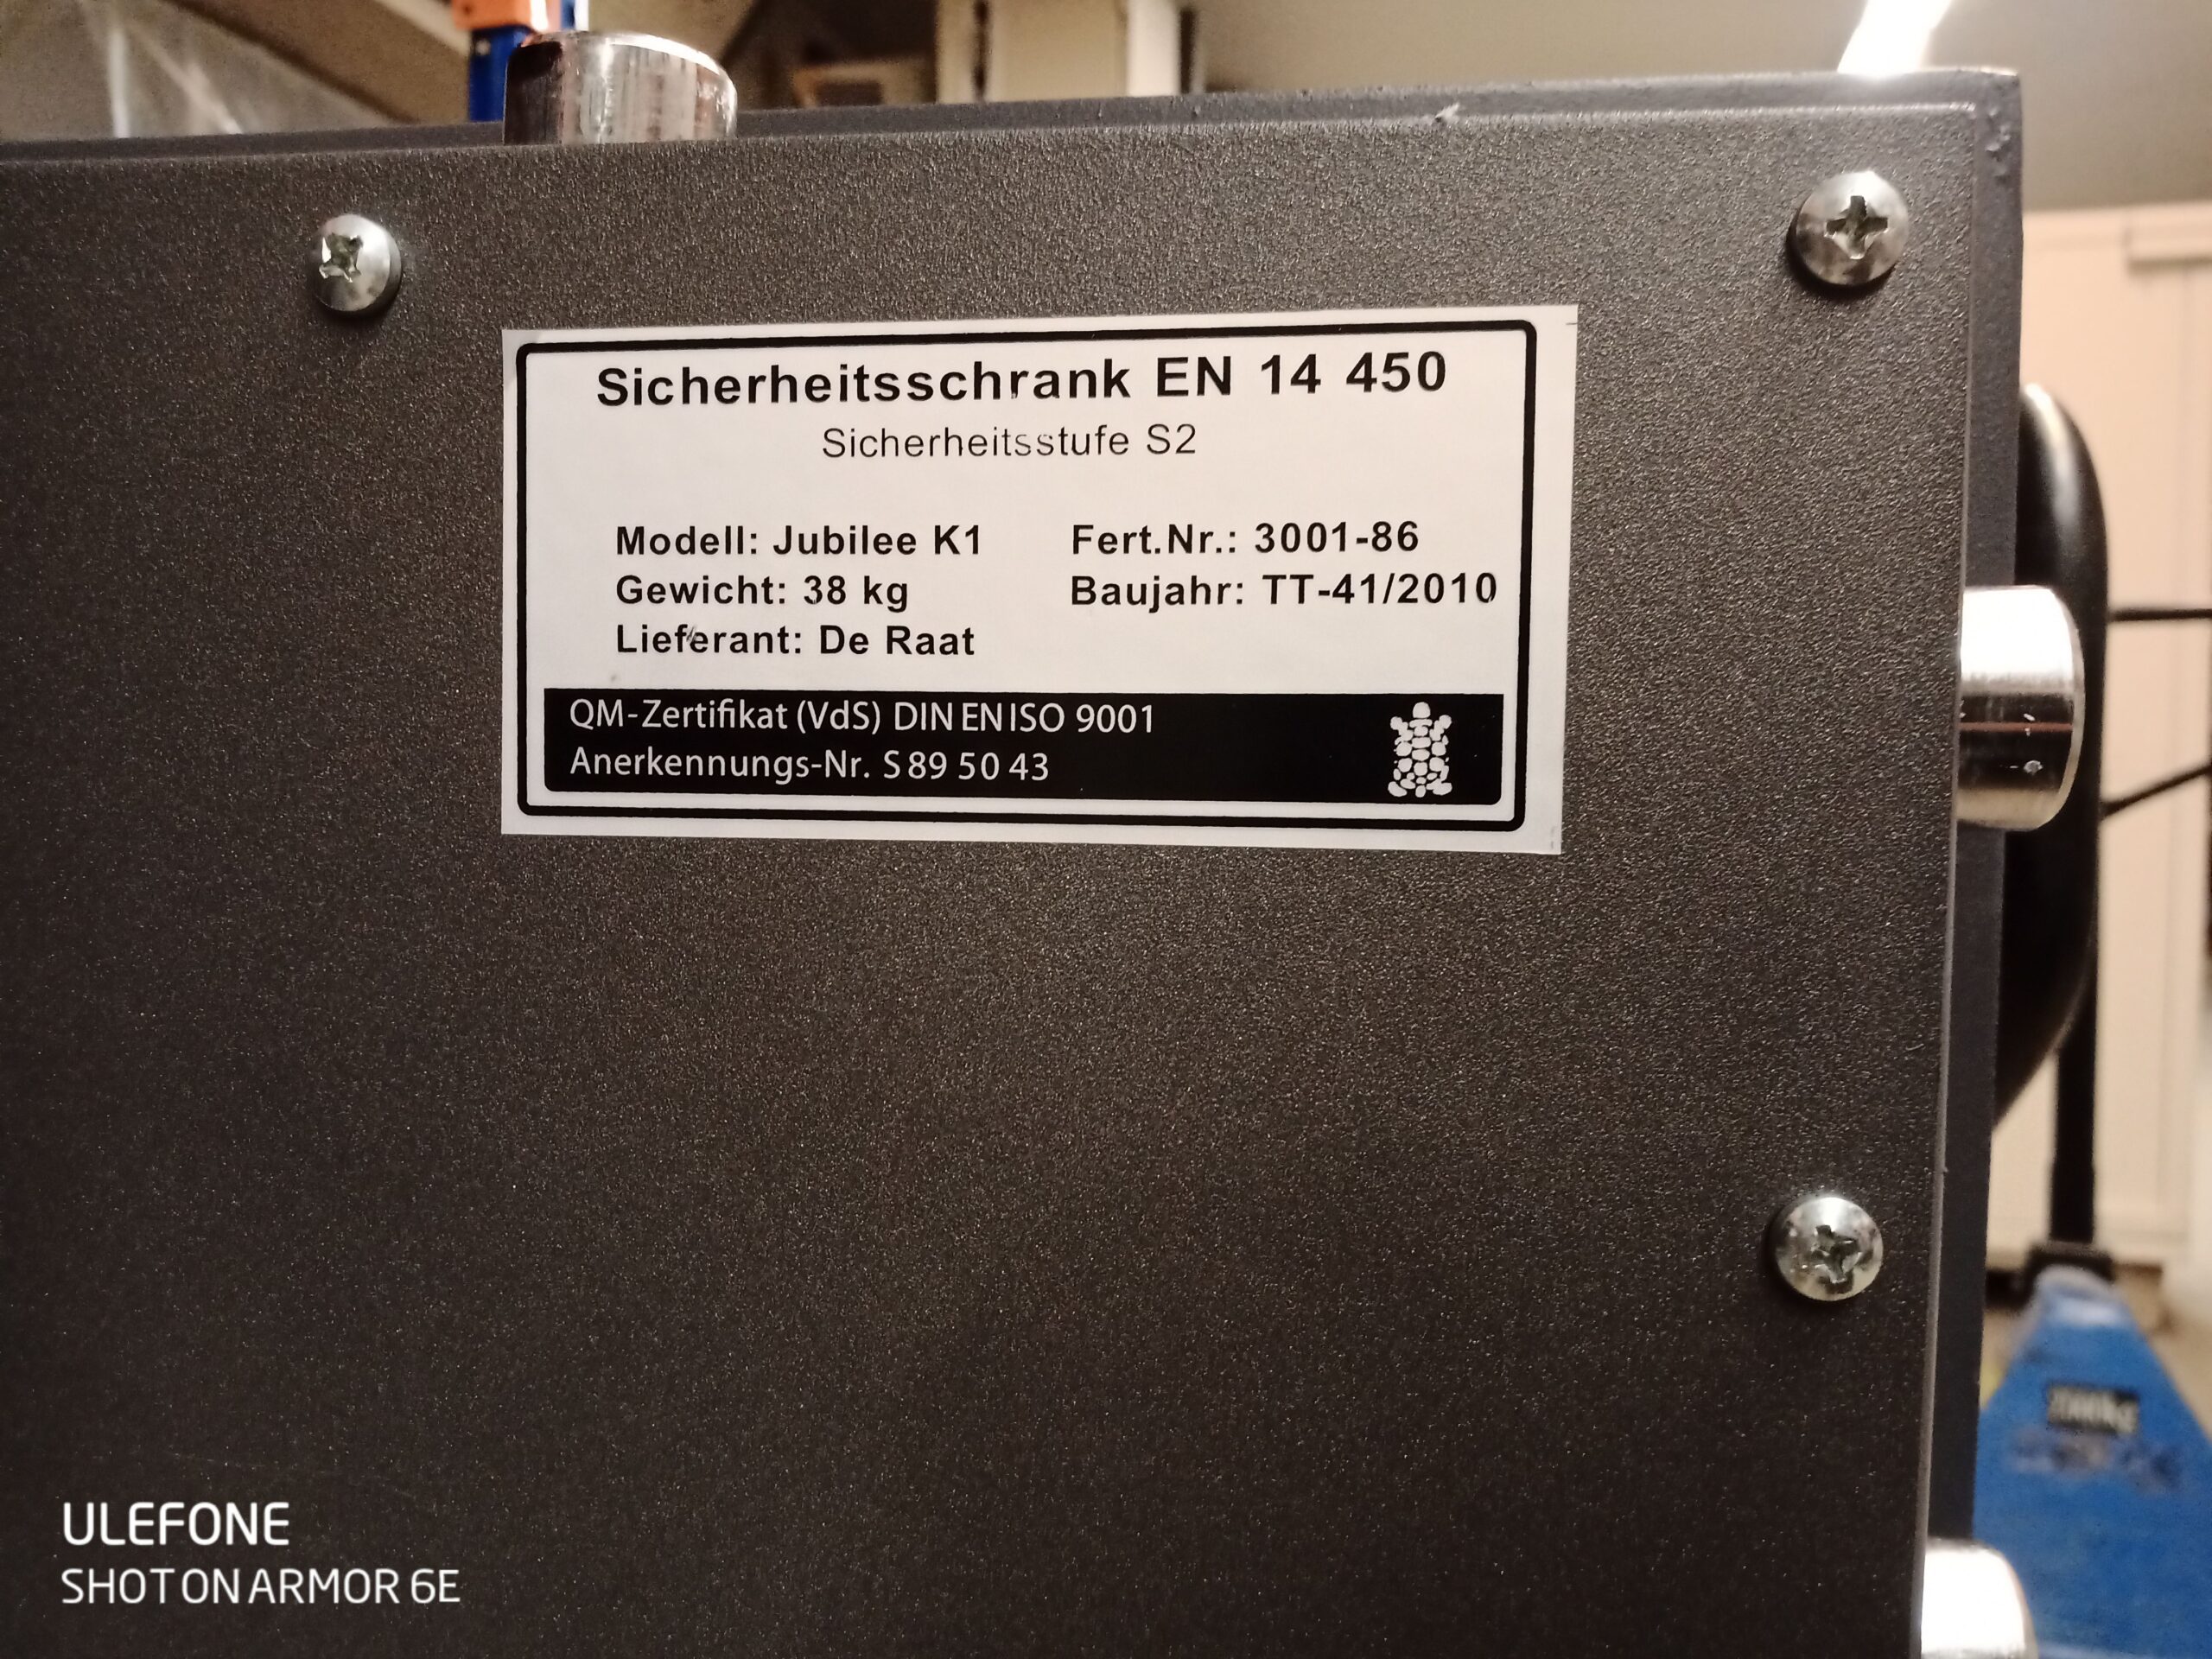 Sicherheitsschrank EN 14 450
Sicherheitsstufe S2
Modell: Jubilee K1 Fert.Nr.: 3001-86
Gewicht: 38 kg Baujahr: TT-41/2010
Lieferant: De Raat
QM-Zertifikat (VdS) DIN EN ISO 9001
Anerkennungs-Nr. S 89 50 43
ULEFONE
SHOT ON ARMOR 6E